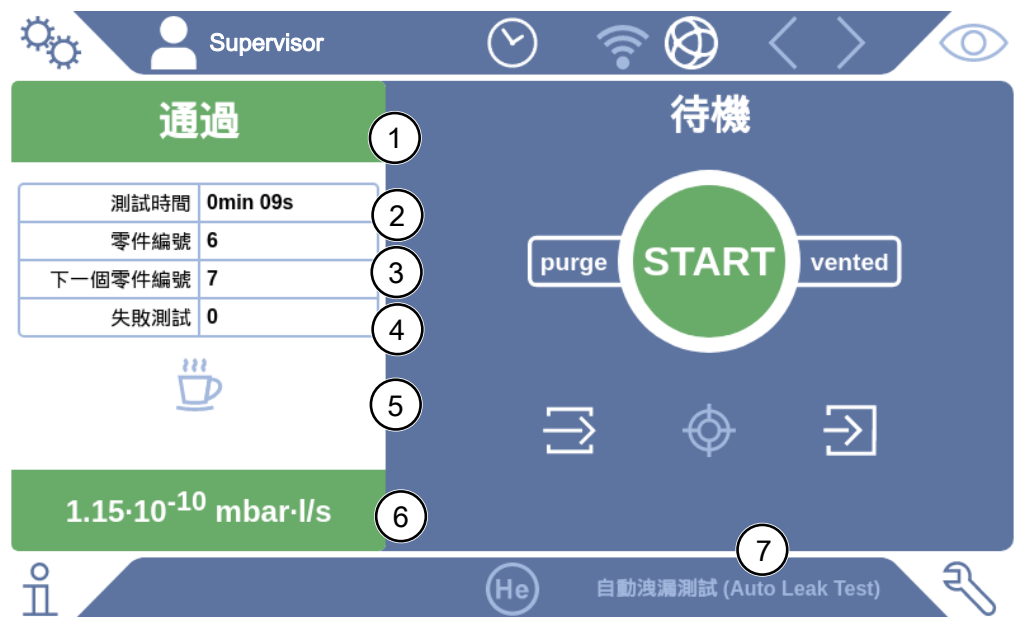 Supervisor
通過
1
測試時間 0min 09s
2
零件編號 6
下一個零件編號 7
3
失敗測試 0
4
5
1.15·10⁻¹⁰ mbar·l/s
6
待機
purge START vented
7
He 自動洩漏測試 (Auto Leak Test)